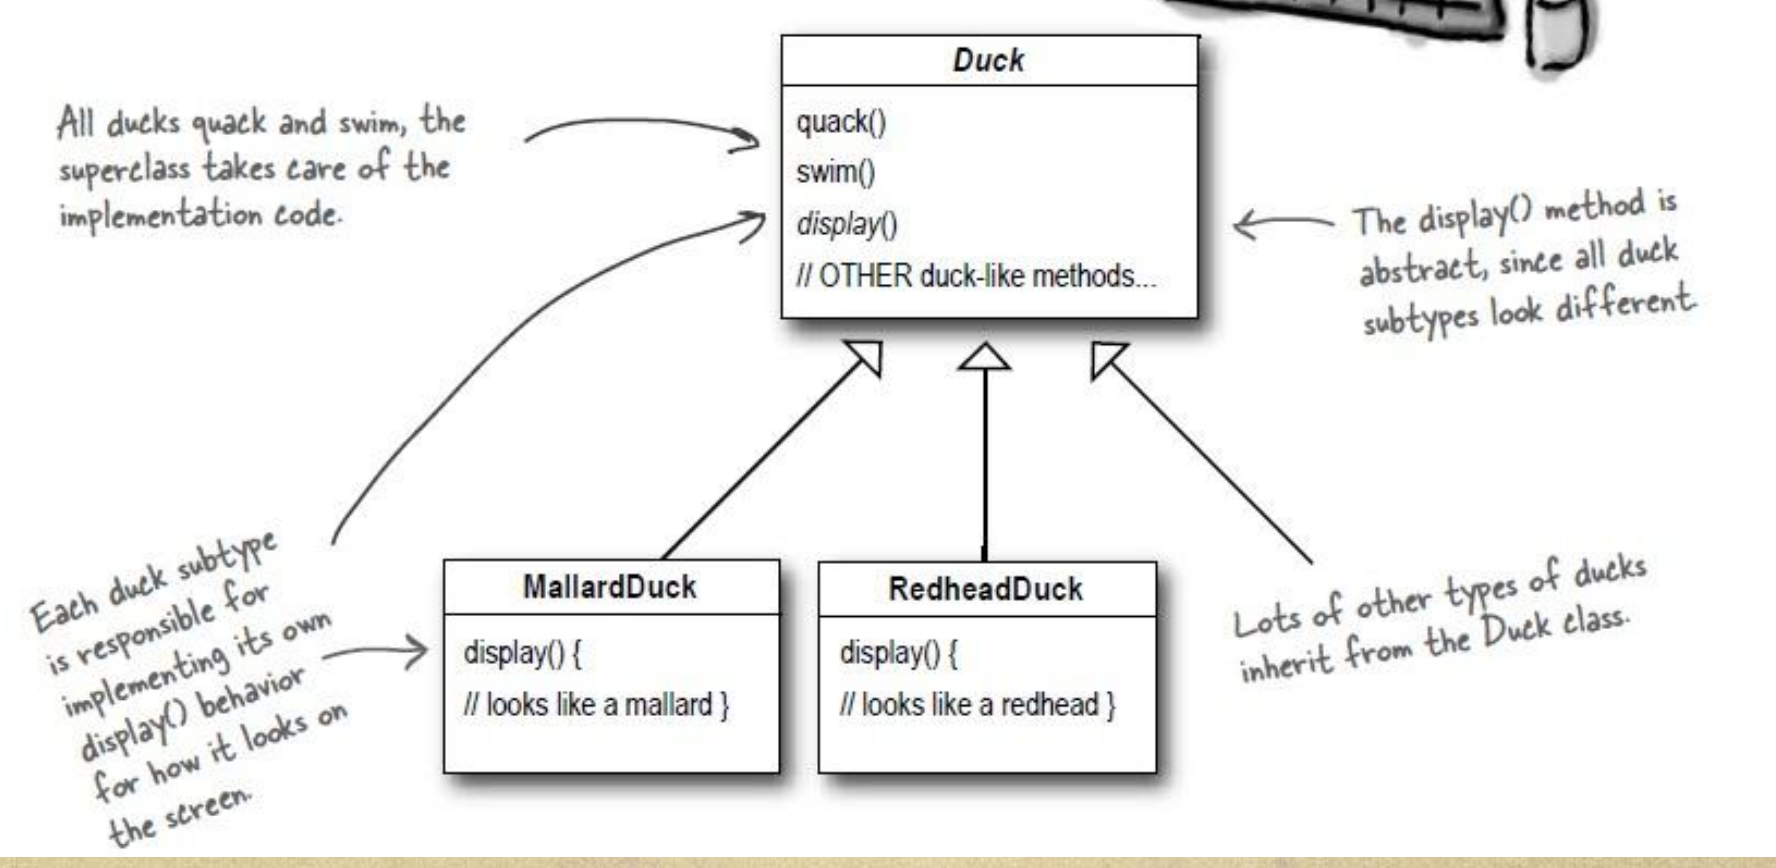 Duck
quack()
swim()
display()
// OTHER duck-like methods...
All ducks quack and swim, the
superclass takes care of the
implementation code.
The display() method is
abstract, since all duck
subtypes look different.
Each duck subtype
is responsible for
implementing its own
display() behavior
for how it looks on
the screen.
MallardDuck
display() {
// looks like a mallard }
RedheadDuck
display() {
// looks like a redhead }
Lots of other types of ducks
inherit from the Duck class.